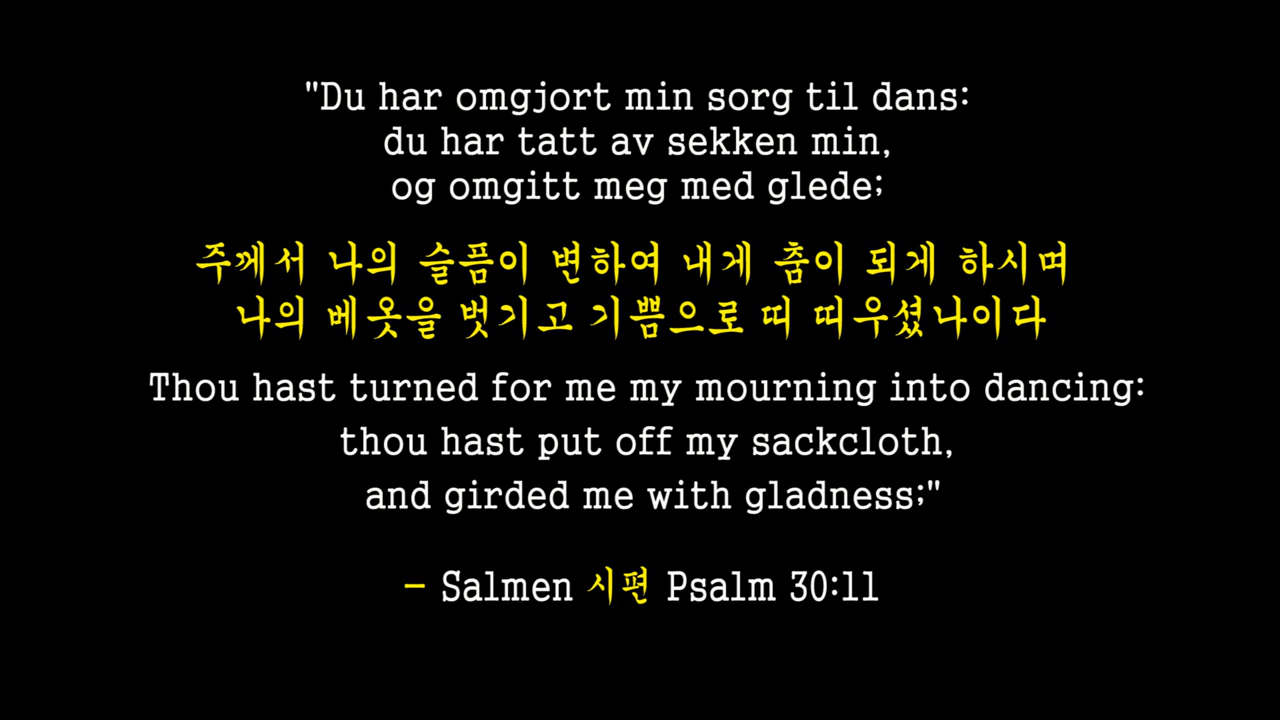 "Du har omgjort min sorg til dans:
du har tatt av sekken min,
og omgitt meg med glede;
주께서 나의 슬픔이 변하여 내게 춤이 되게 하시며
나의 베옷을 벗기고 기쁨으로 띠 띠우셨나이다
Thou hast turned for me my mourning into dancing:
thou hast put off my sackcloth,
and girded me with gladness;"
- Salmen 시편 Psalm 30:11